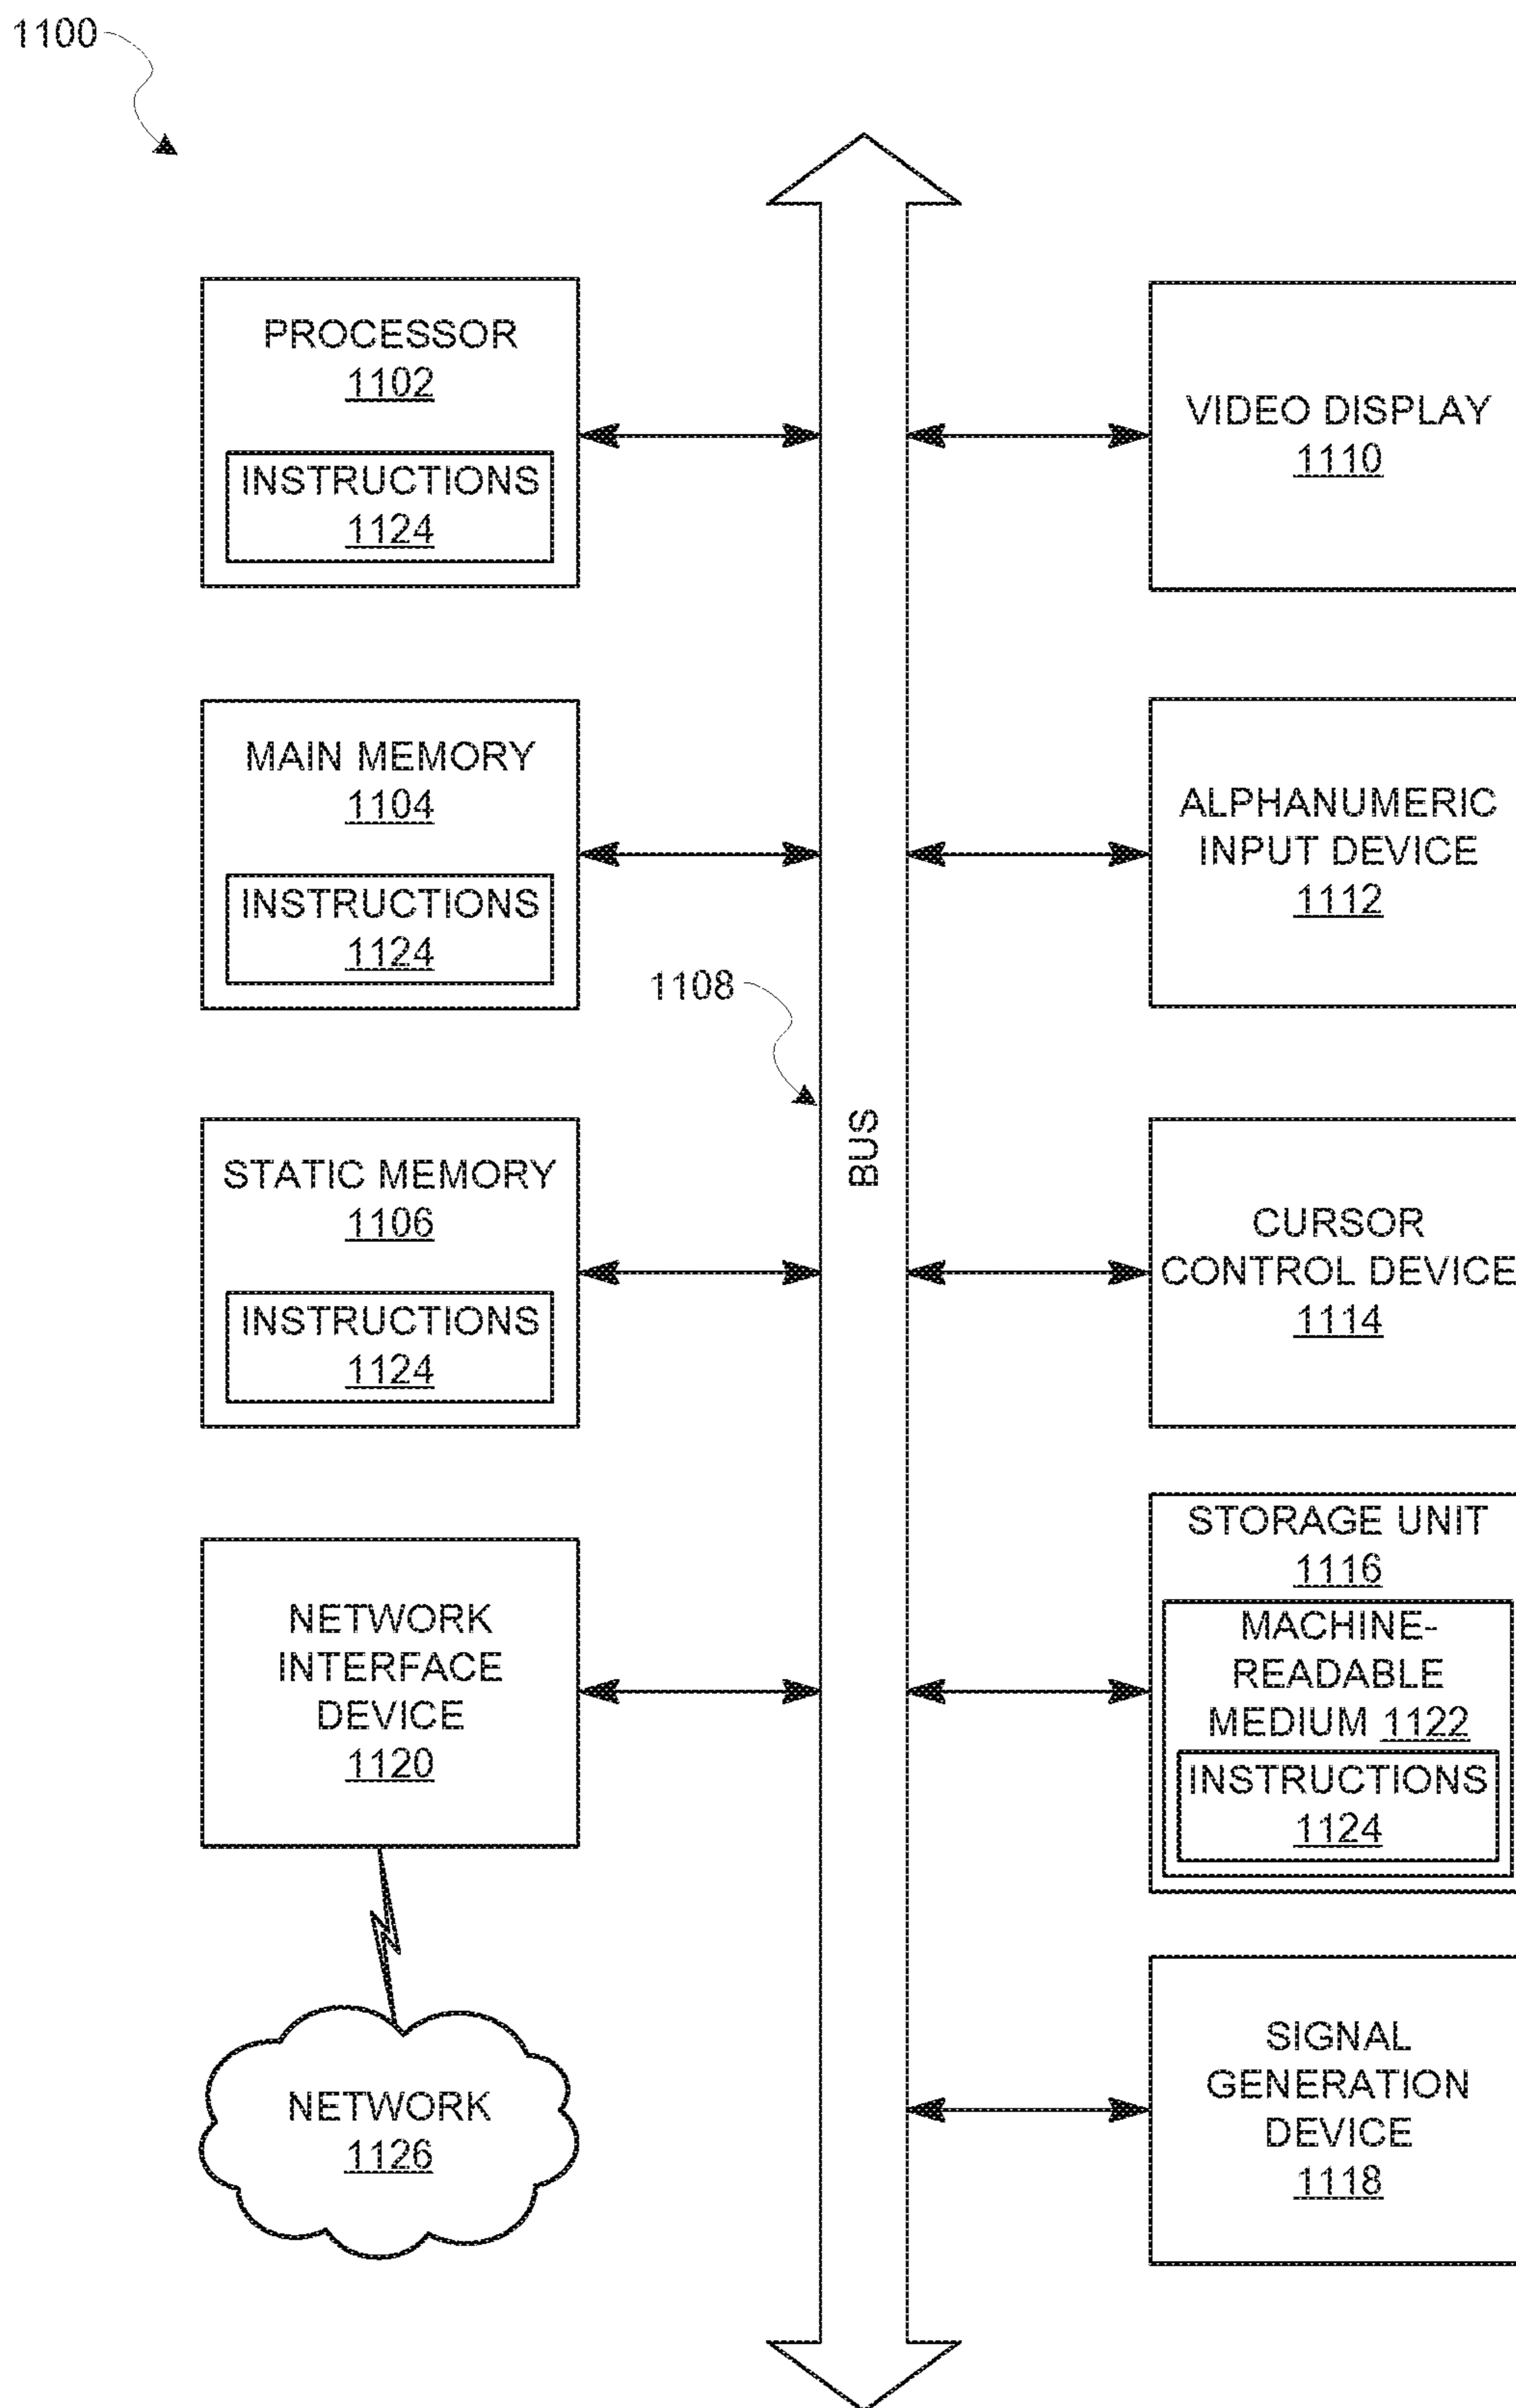 1100
PROCESSOR
1102
INSTRUCTIONS
1124
MAIN MEMORY
1104
INSTRUCTIONS
1124
1108
STATIC MEMORY
1106
INSTRUCTIONS
1124
NETWORK
INTERFACE
DEVICE
1120
NETWORK
1126
BUS
VIDEO DISPLAY
1110
ALPHANUMERIC
INPUT DEVICE
1112
CURSOR
CONTROL DEVICE
1114
STORAGE UNIT
1116
MACHINE-
READABLE
MEDIUM 1122
INSTRUCTIONS
1124
SIGNAL
GENERATION
DEVICE
1118